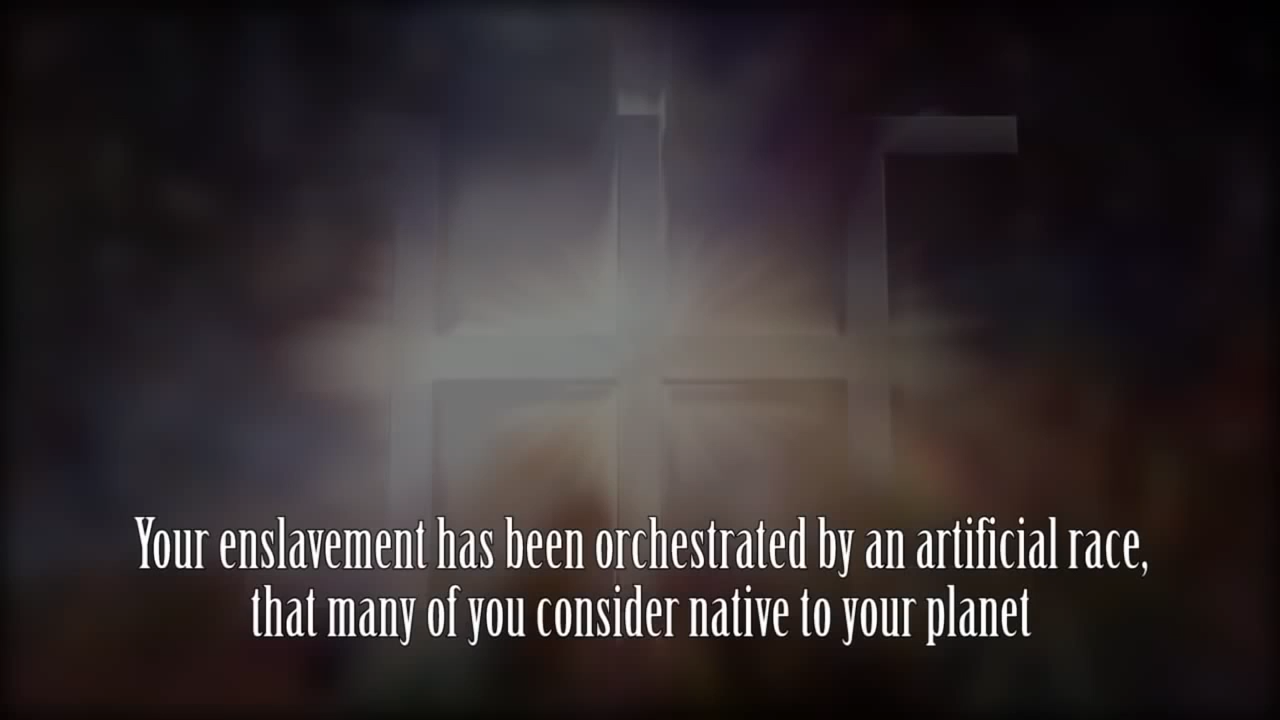 Your enslavement has been orchestrated by an artificial race,
that many of you consider native to your planet